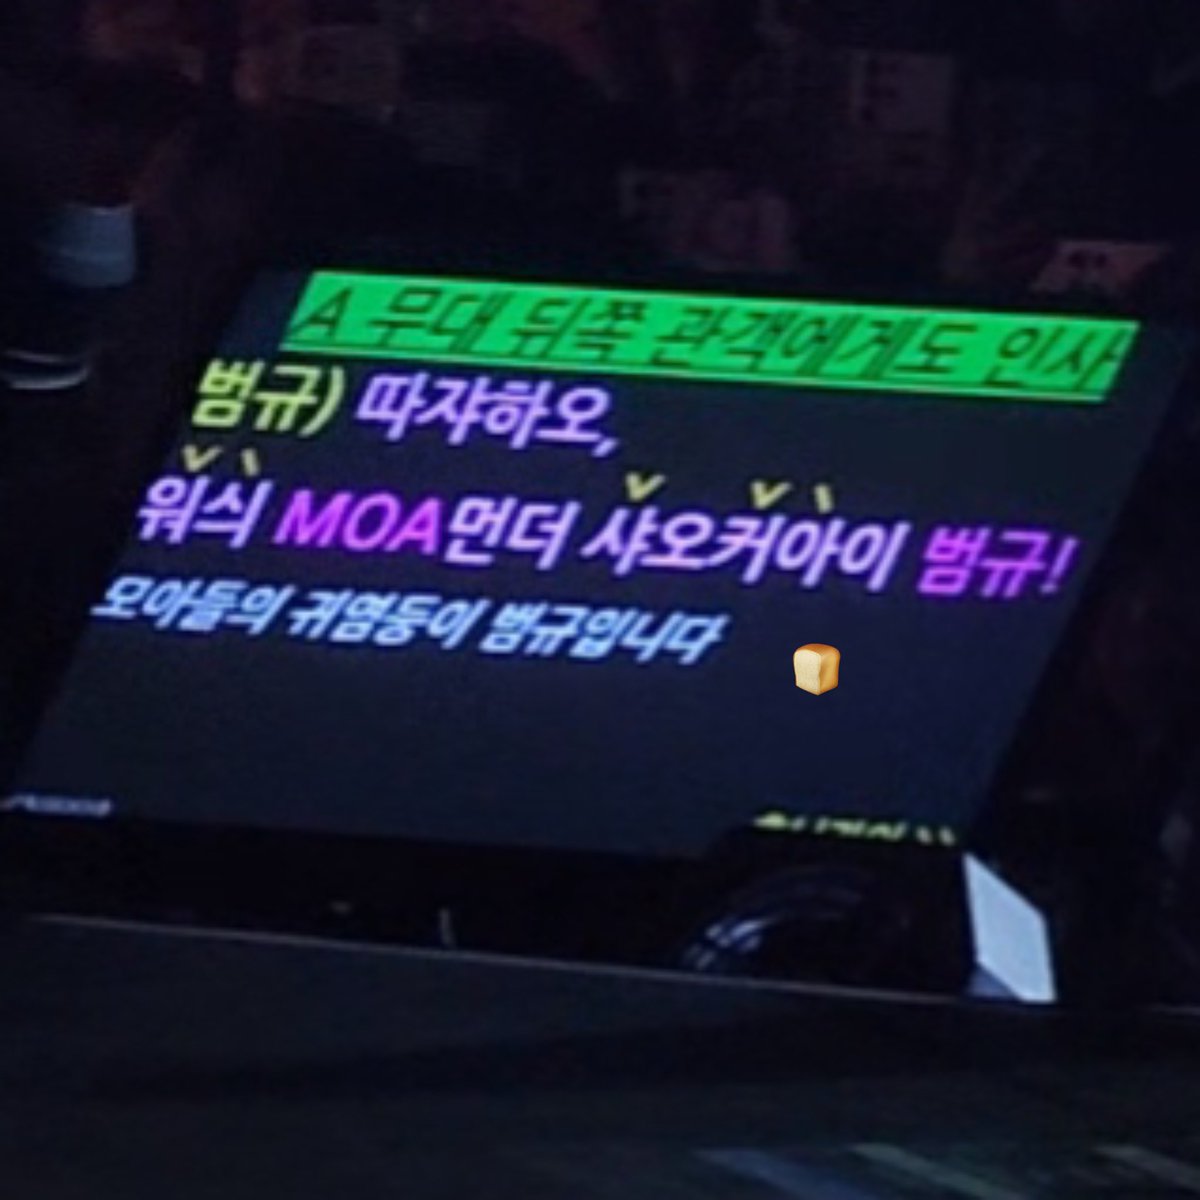 A 무대 뒤쪽 관객에게도 인사
범규) 따쟈하오,
워싀 MOA먼더 샤오커아이 범규!
모아들의 귀염둥이 범규입니다